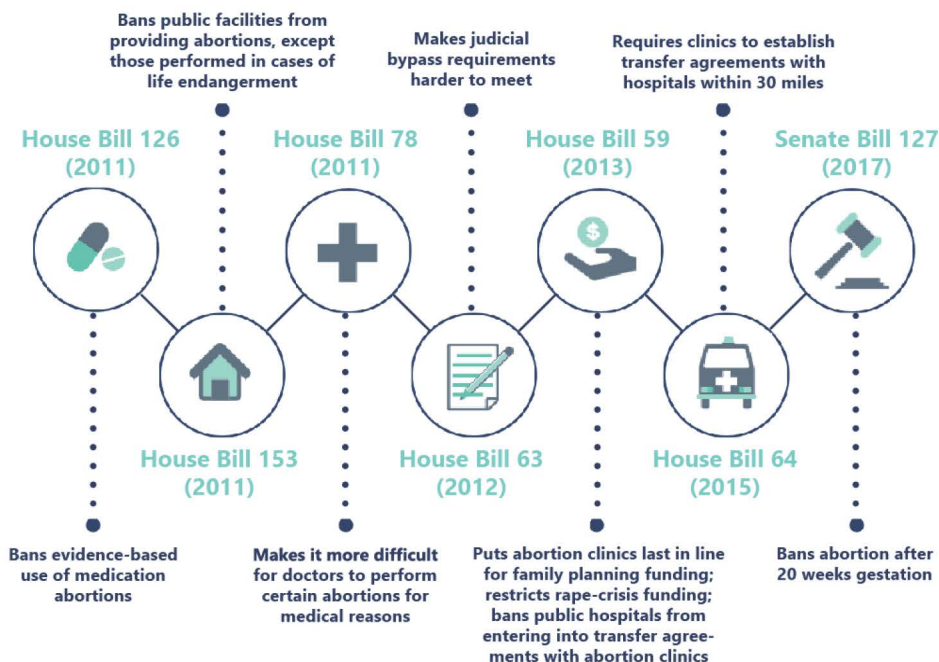 Bans public facilities from
providing abortions, except
those performed in cases of
life endangerment
Makes judicial
bypass requirements
harder to meet
Requires clinics to establish
transfer agreements with
hospitals within 30 miles
House Bill 126
(2011)
House Bill 78
(2011)
House Bill 59
(2013)
Senate Bill 127
(2017)
$
House Bill 153
(2011)
House Bill 63
(2012)
House Bill 64
(2015)
Bans evidence-based
use of medication
abortions
Makes it more difficult
for doctors to perform
certain abortions for
medical reasons
Puts abortion clinics last in line
for family planning funding;
restricts rape-crisis funding;
bans public hospitals from
entering into transfer agree-
ments with abortion clinics
Bans abortion after
20 weeks gestation